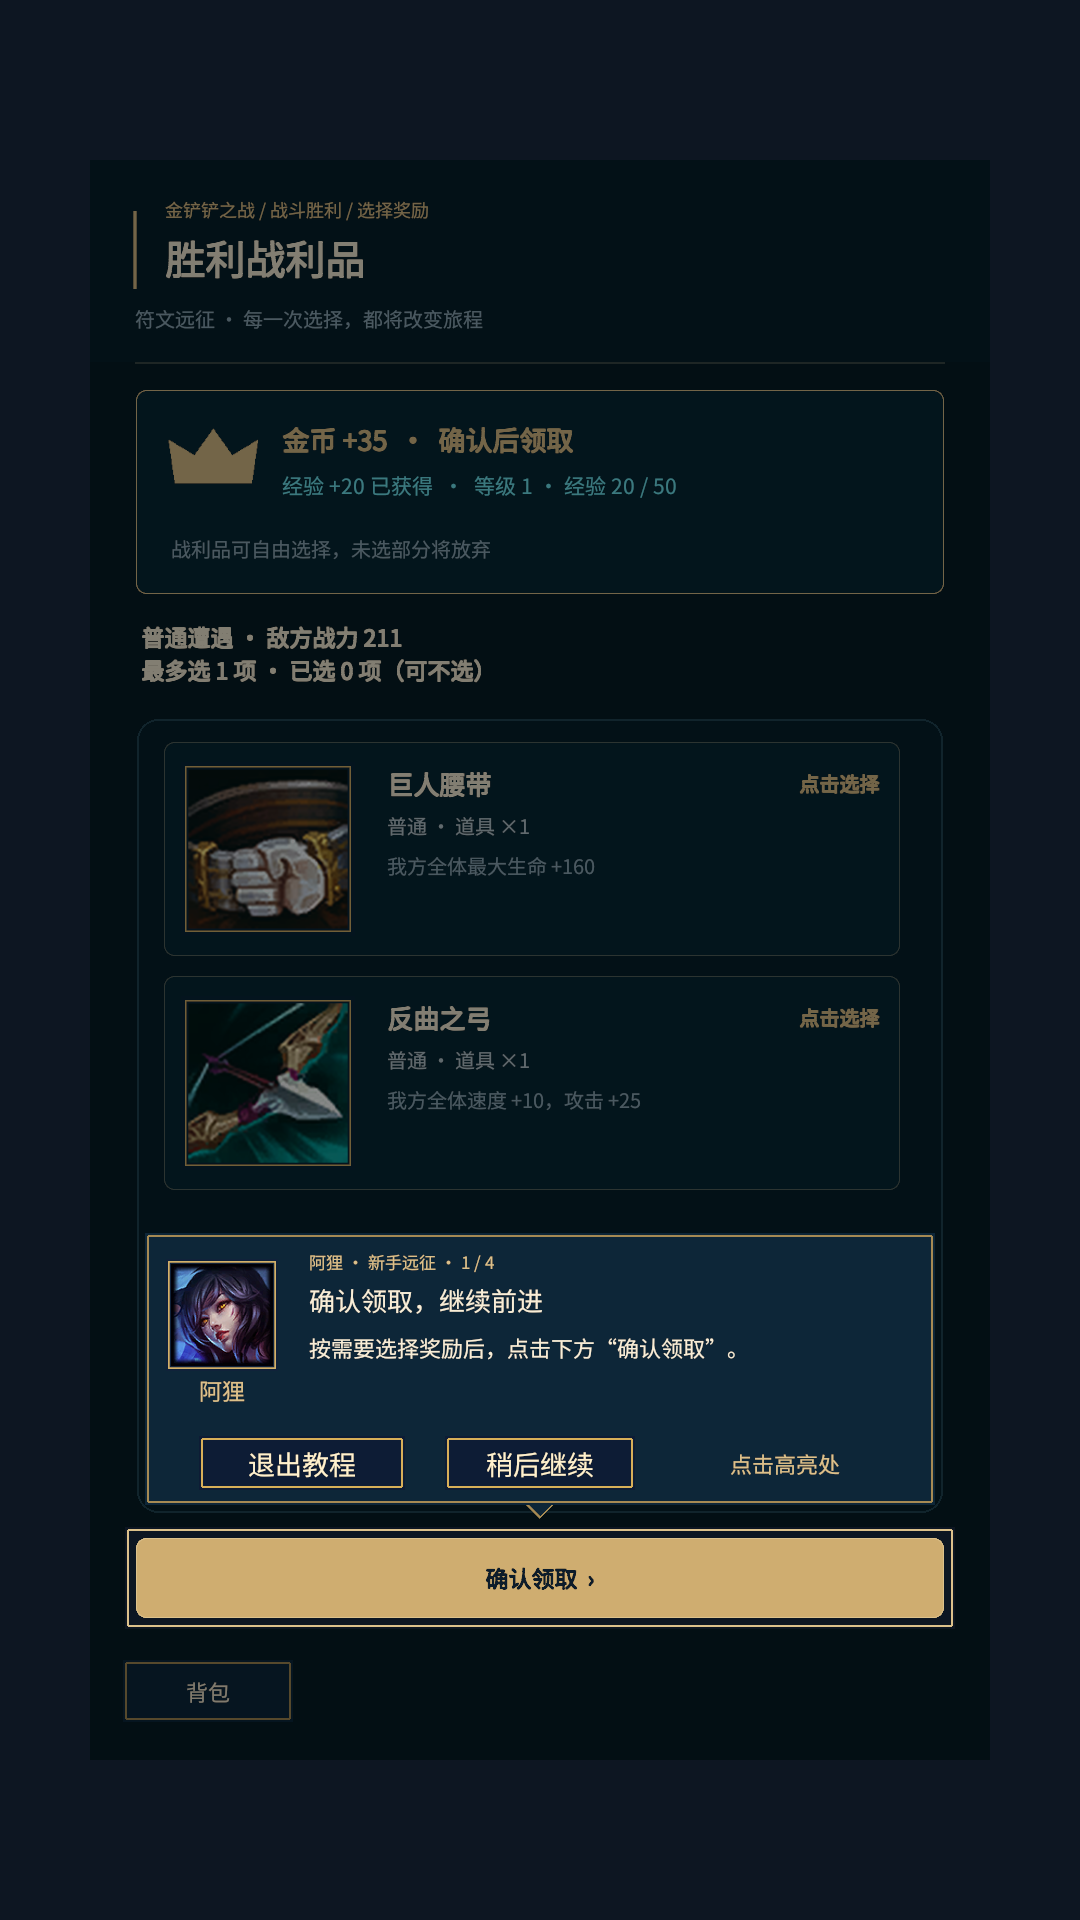 金铲铲之战 / 战斗胜利 / 选择奖励
胜利战利品
符文远征 · 每一次选择，都将改变旅程
金币 +35 · 确认后领取
经验 +20 已获得 · 等级 1 · 经验 20 / 50
战利品可自由选择，未选部分将放弃
普通遭遇 · 敌方战力 211
最多选 1 项 · 已选 0 项（可不选）
巨人腰带
点击选择
普通 · 道具 ×1
我方全体最大生命 +160
反曲之弓
点击选择
普通 · 道具 ×1
我方全体速度 +10，攻击 +25
阿狸 · 新手远征 · 1 / 4
确认领取，继续前进
按需要选择奖励后，点击下方“确认领取”。
阿狸
退出教程
稍后继续
点击高亮处
确认领取 ›
背包